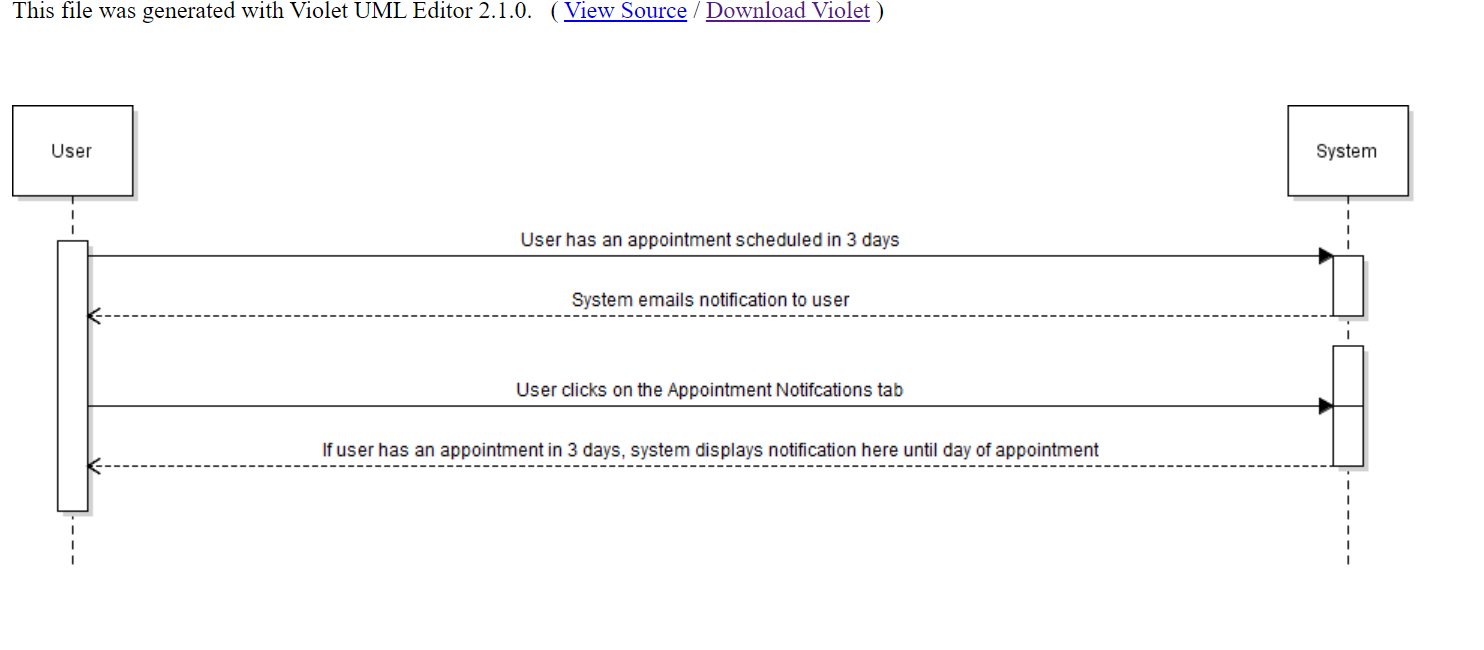 This file was generated with Violet UML Editor 2.1.0. ( View Source / Download Violet )
User
System
User has an appointment scheduled in 3 days
System emails notification to user
User clicks on the Appointment Notifcations tab
If user has an appointment in 3 days, system displays notification here until day of appointment